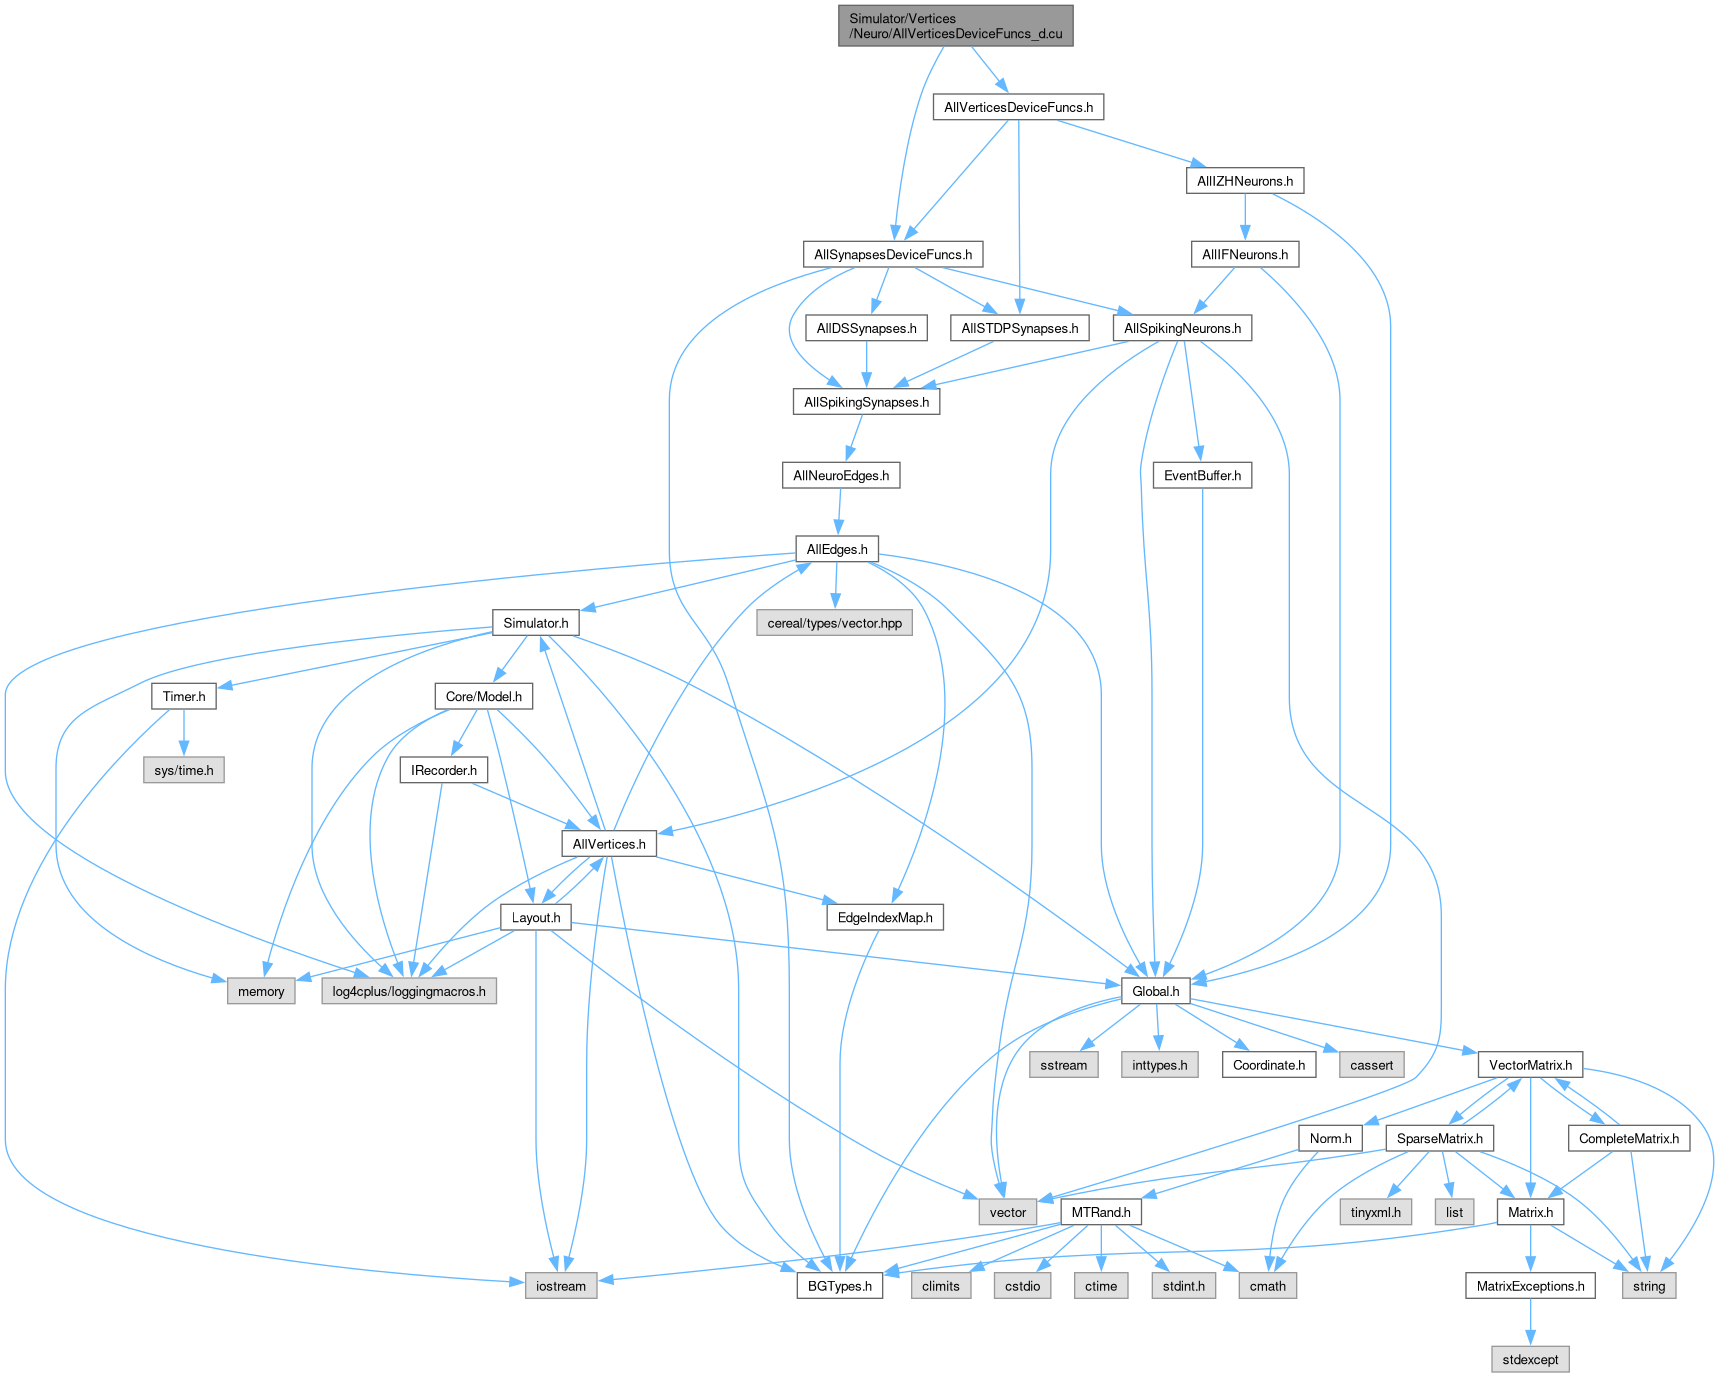 Simulator/Vertices
/Neuro/AllVerticesDeviceFuncs_d.cu
AllVerticesDeviceFuncs.h
AllIZHNeurons.h
AllSynapsesDeviceFuncs.h
AllIFNeurons.h
AllDSSynapses.h
AllSTDPSynapses.h
AllSpikingNeurons.h
AllSpikingSynapses.h
AllNeuroEdges.h
EventBuffer.h
AllEdges.h
Simulator.h
cereal/types/vector.hpp
Timer.h
Core/Model.h
sys/time.h
IRecorder.h
AllVertices.h
Layout.h
EdgeIndexMap.h
memory
log4cplus/loggingmacros.h
Global.h
sstream
inttypes.h
Coordinate.h
cassert
VectorMatrix.h
Norm.h
SparseMatrix.h
CompleteMatrix.h
vector
MTRand.h
tinyxml.h
list
Matrix.h
iostream
BGTypes.h
climits
cstdio
ctime
stdint.h
cmath
MatrixExceptions.h
string
stdexcept